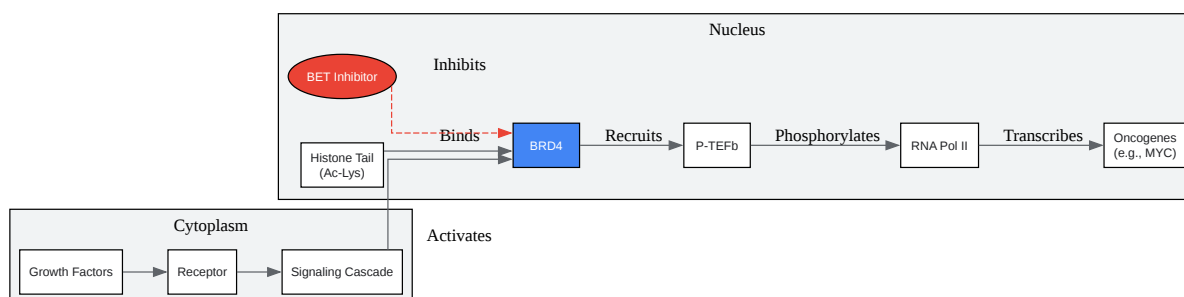 Nucleus
Inhibits
BET Inhibitor
Binds
BRD4
Recruits
P-TEFb
Phosphorylates
RNA Pol II
Transcribes
Oncogenes
(e.g., MYC)
Histone Tail
(Ac-Lys)
Cytoplasm
Activates
Growth Factors
Receptor
Signaling Cascade